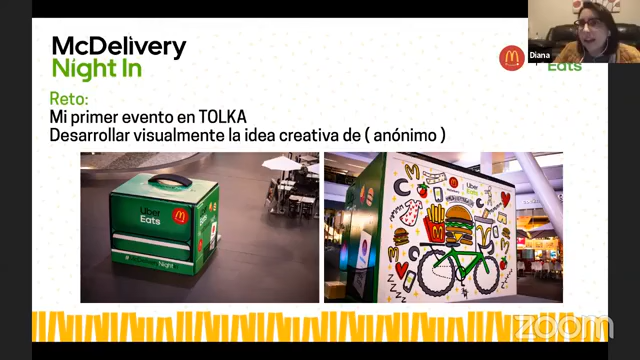 McDelivery
Night In
Diana
Eats
Reto:
Mi primer evento en TOLKA
Desarrollar visualmente la idea creativa de ( anónimo )
Uber
Eats
Night
Uber
Eats
zoom